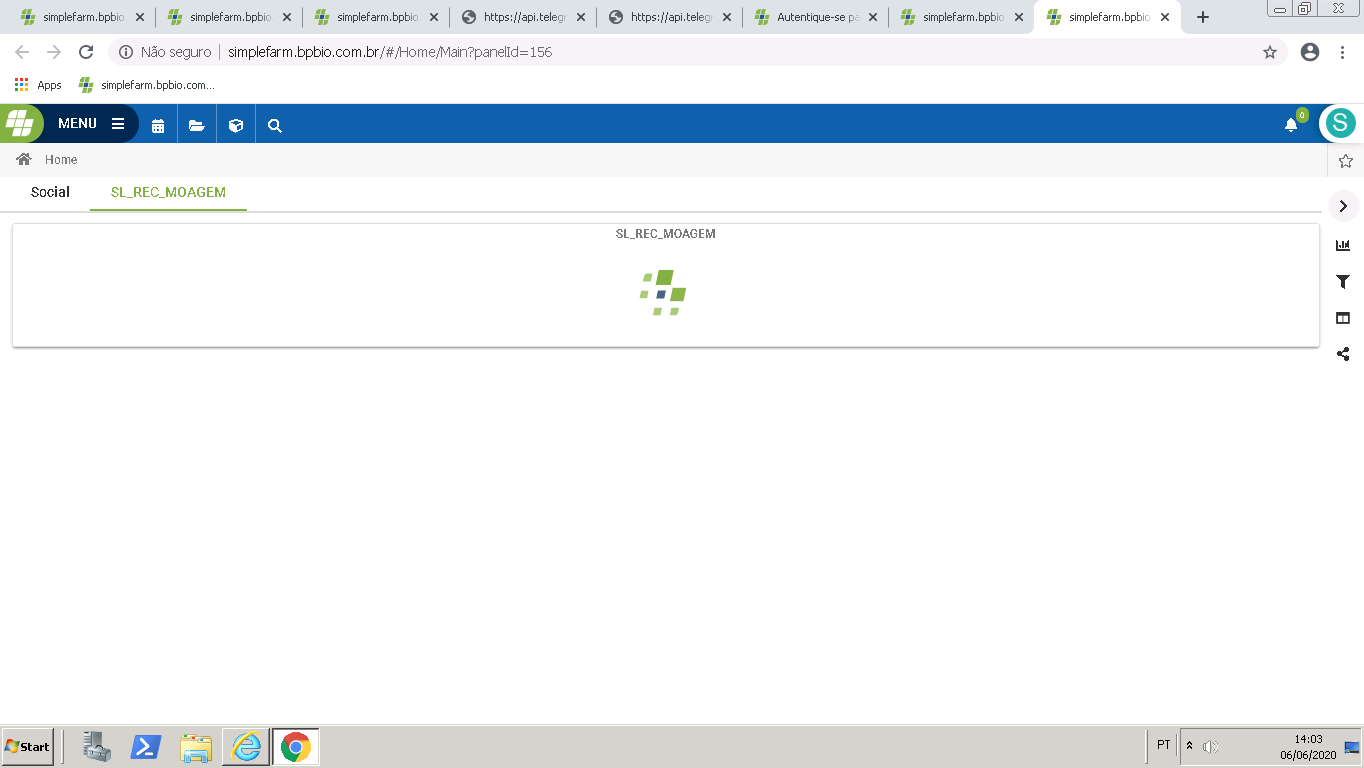 simplefarm.bpbio.
simplefarm.bpbio.
simplefarm.bpbio.
https://api.telegr
https://api.telegr
Autentique-se pa
simplefarm.bpbio
simplefarm.bpbio
Não seguro | simplefarm.bpbio.com.br/#/Home/Main?panelId=156
Apps simplefarm.bpbio.com...
MENU
0
S
Home
Social SL_REC_MOAGEM
SL_REC_MOAGEM
Start
PT
14:03
06/06/2020